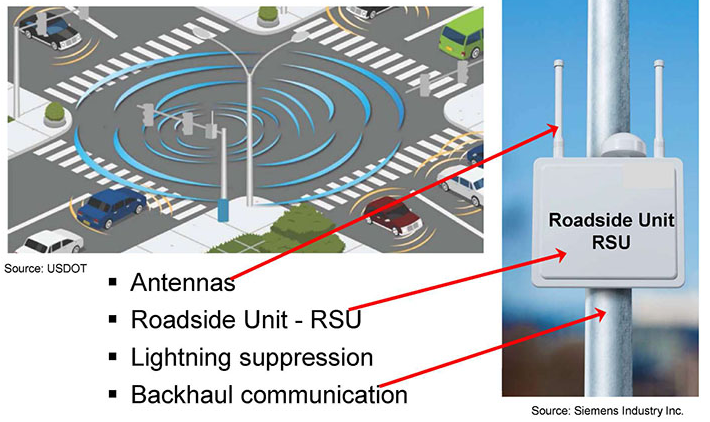 Roadside Unit
RSU
Source: USDOT
▪ Antennas
▪ Roadside Unit - RSU
▪ Lightning suppression
▪ Backhaul communication
Source: Siemens Industry Inc.